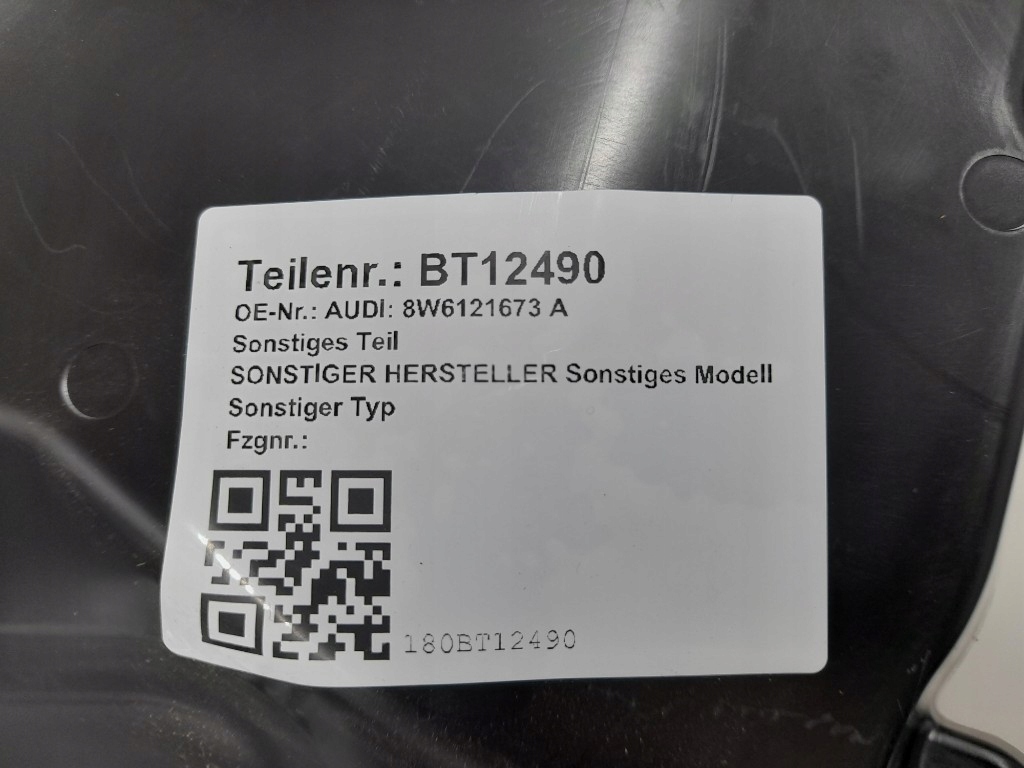 Teilenr.: BT12490
OE-Nr.: AUDI: 8W6121673 A
Sonstiges Teil
SONSTIGER HERSTELLER Sonstiges Modell
Sonstiger Typ
Fzgnr.:
180BT12490